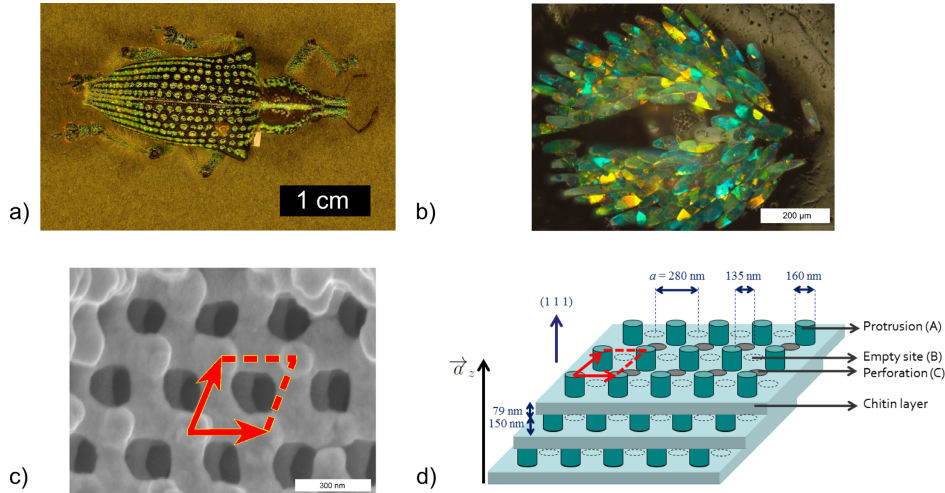 a)
1 cm
b)
200 µm
c)
300 nm
d)
a = 280 nm
135 nm
160 nm
(1 1 1)
a z
79 nm
150 nm
Protrusion (A)
Empty site (B)
Perforation (C)
Chitin layer